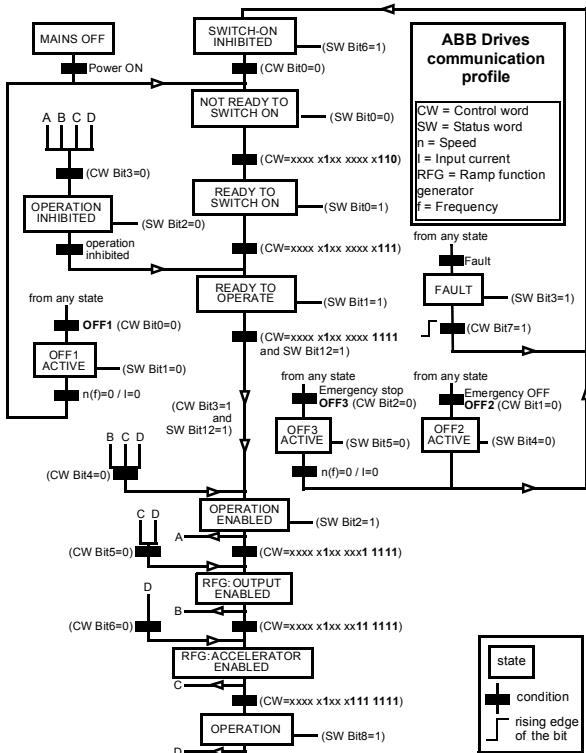 MAINS OFF
Power ON
SWITCH-ON
INHIBITED
(SW Bit6=1)
(CW Bit0=0)
ABB Drives
communication
profile
CW = Control word
SW = Status word
n = Speed
I = Input current
RFG = Ramp function
generator
f = Frequency
NOT READY TO
SWITCH ON
(SW Bit0=0)
A B C D
(CW Bit3=0)
(CW=xxxx x1xx xxxx x110)
OPERATION
INHIBITED
(SW Bit2=0)
operation
inhibited
READY TO
SWITCH ON
(SW Bit0=1)
(CW=xxxx x1xx xxxx x111)
from any state
Fault
FAULT
(SW Bit3=1)
(CW Bit7=1)
READY TO
OPERATE
(SW Bit1=1)
from any state
OFF1 (CW Bit0=0)
OFF1
ACTIVE
(SW Bit1=0)
n(f)=0 / I=0
(CW=xxxx x1xx xxxx 1111
and SW Bit12=1)
(CW Bit3=1
and
SW Bit12=1)
from any state
Emergency stop
OFF3 (CW Bit2=0)
OFF3
ACTIVE
(SW Bit5=0)
n(f)=0 / I=0
from any state
Emergency OFF
OFF2 (CW Bit1=0)
OFF2
ACTIVE
(SW Bit4=0)
B C D
(CW Bit4=0)
OPERATION
ENABLED
(SW Bit2=1)
A
C D
(CW Bit5=0)
(CW=xxxx x1xx xxx1 1111)
RFG: OUTPUT
ENABLED
B
D
(CW Bit6=0)
(CW=xxxx x1xx xx11 1111)
RFG: ACCELERATOR
ENABLED
C
(CW=xxxx x1xx x111 1111)
OPERATION
(SW Bit8=1)
D
state
condition
rising edge
of the bit